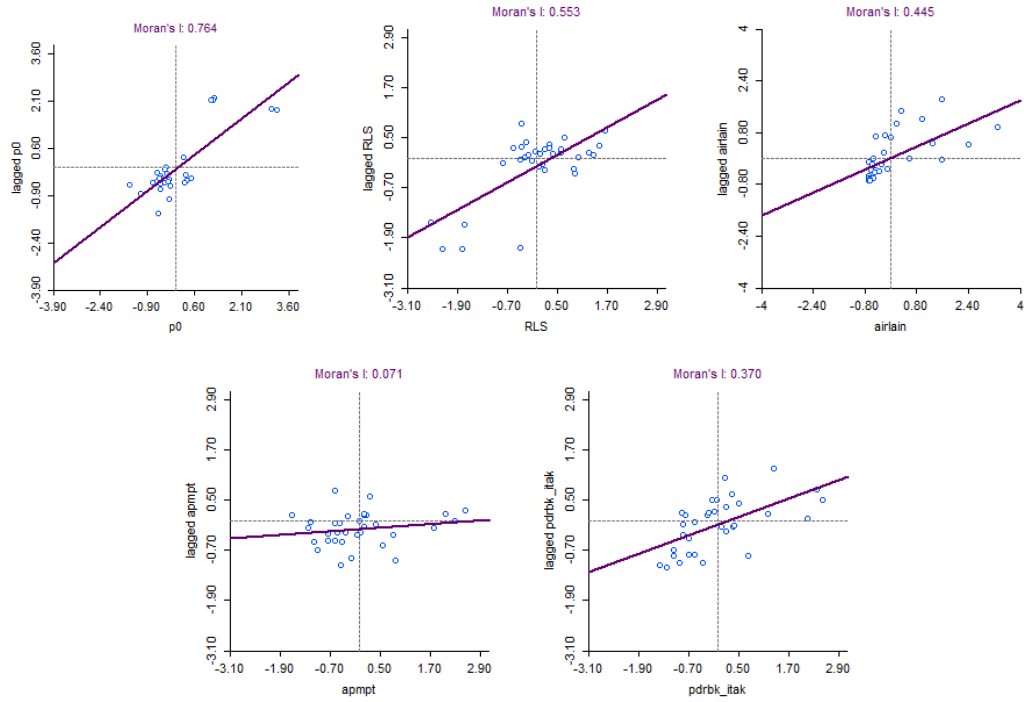 Moran's I: 0.764
lagged p0
3.60
2.10
0.60
-0.90
-2.40
-3.90
-3.90 -2.40 -0.90 0.60 2.10 3.60
p0
Moran's I: 0.553
lagged RLS
2.90
1.70
0.50
-0.70
-1.90
-3.10
-3.10 -1.90 -0.70 0.50 1.70 2.90
RLS
Moran's I: 0.445
lagged airlain
4
2.40
0.80
-0.80
-2.40
-4
-4 -2.40 -0.80 0.80 2.40 4
airlain
Moran's I: 0.071
lagged apmpt
2.90
1.70
0.50
-0.70
-1.90
-3.10
-3.10 -1.90 -0.70 0.50 1.70 2.90
apmpt
Moran's I: 0.370
lagged pdrbk_itak
2.90
1.70
0.50
-0.70
-1.90
-3.10
-3.10 -1.90 -0.70 0.50 1.70 2.90
pdrbk_itak